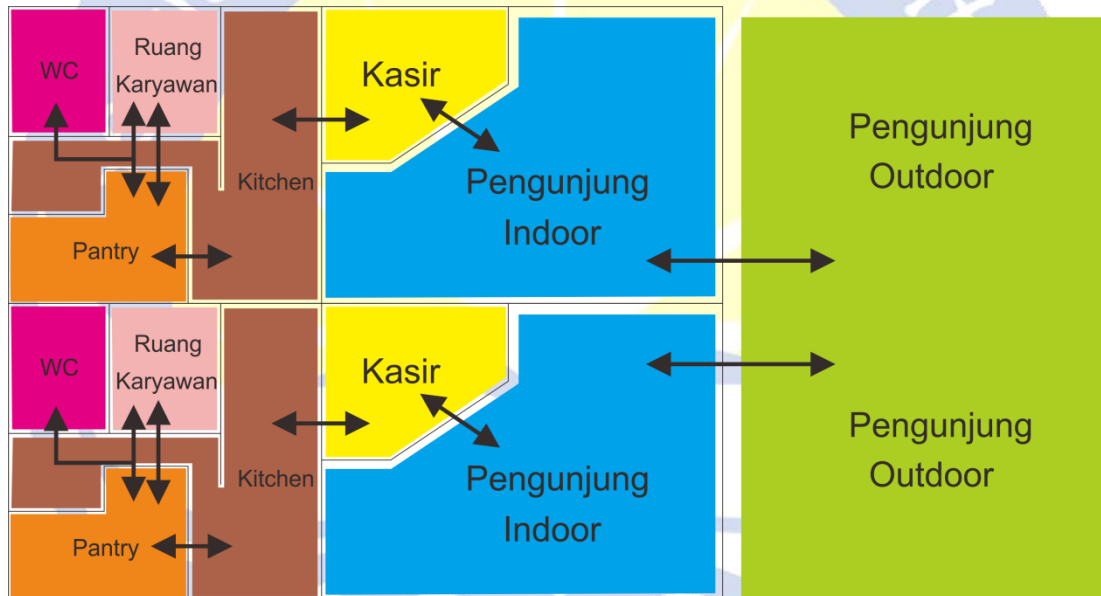 WC
Ruang
Karyawan
Kitchen
Pantry
Kasir
Pengunjung
Indoor
Pengunjung
Outdoor
WC
Ruang
Karyawan
Kitchen
Pantry
Kasir
Pengunjung
Indoor
Pengunjung
Outdoor